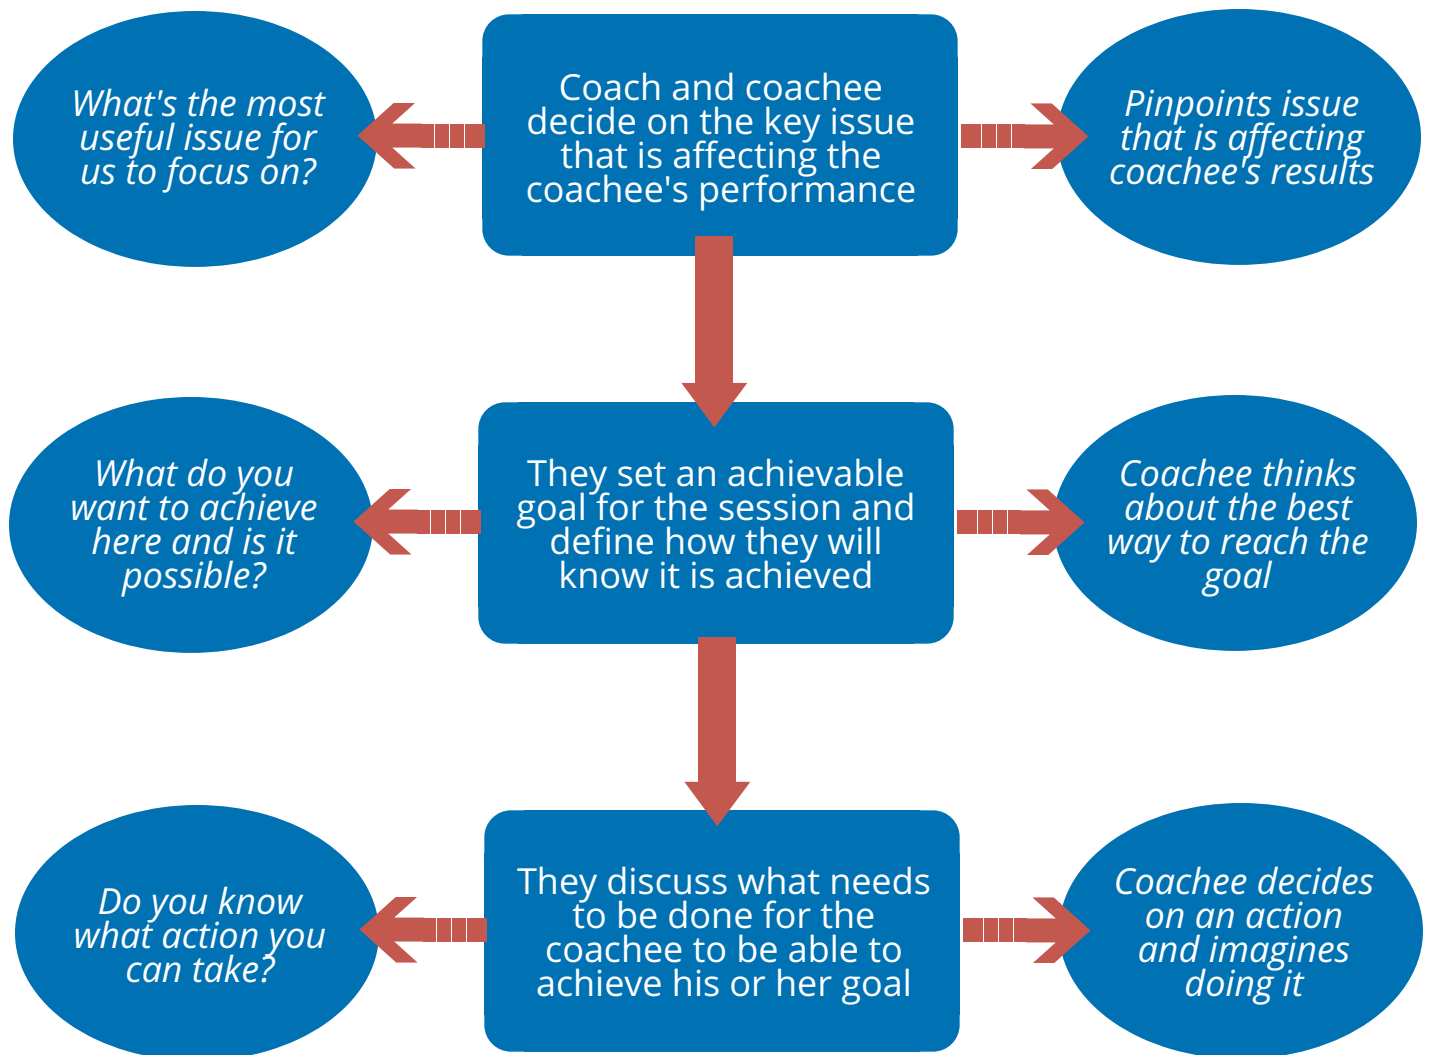 What's the most
useful issue for
us to focus on?
Coach and coachee
decide on the key issue
that is affecting the
coachee's performance
Pinpoints issue
that is affecting
coachee's results
What do you
want to achieve
here and is it
possible?
They set an achievable
goal for the session and
define how they will
know it is achieved
Coachee thinks
about the best
way to reach the
goal
Do you know
what action you
can take?
They discuss what needs
to be done for the
coachee to be able to
achieve his or her goal
Coachee decides
on an action
and imagines
doing it